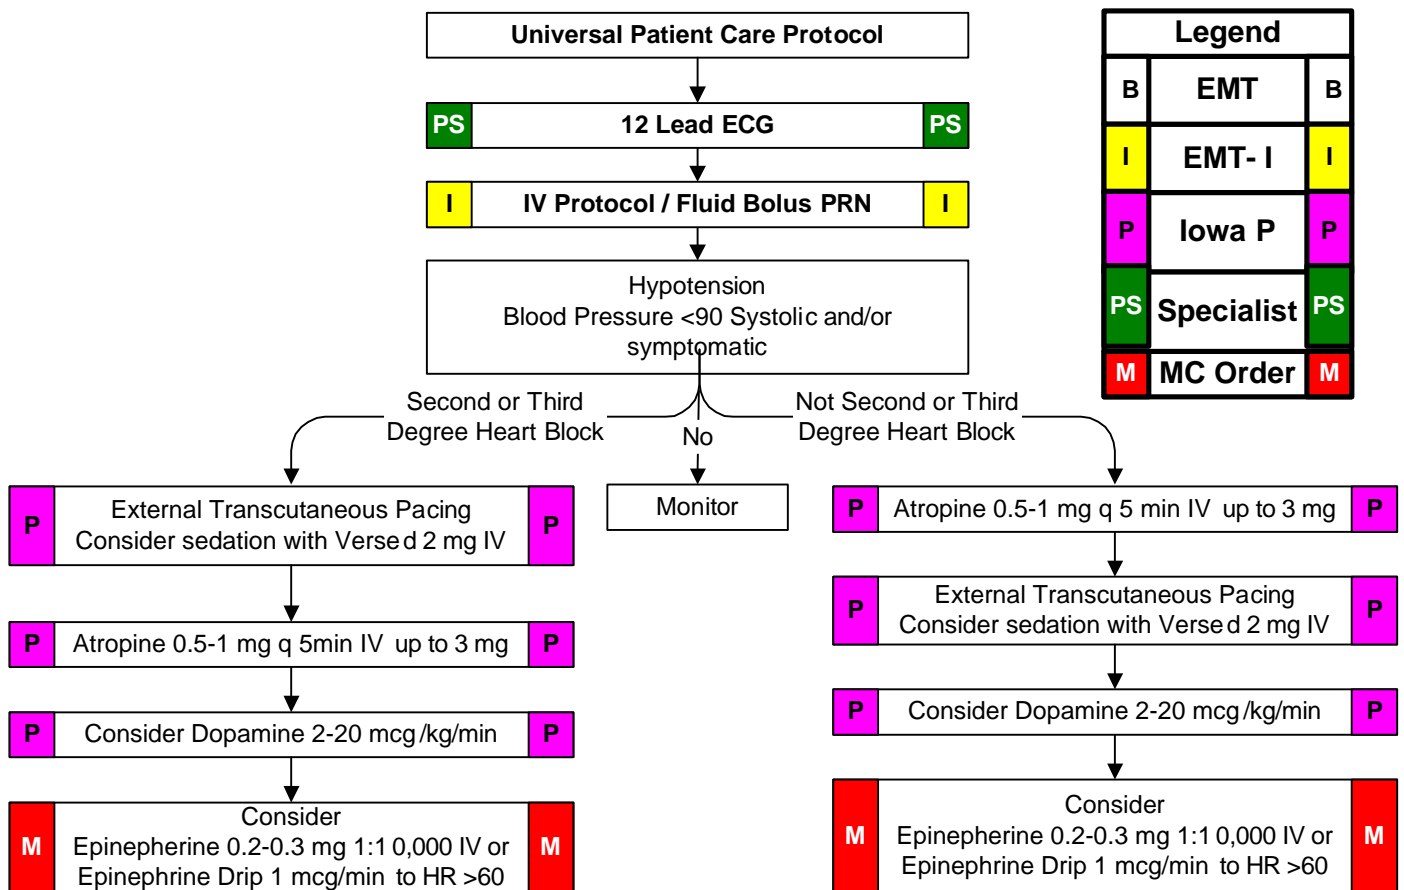 Universal Patient Care Protocol
PS 12 Lead ECG PS
I IV Protocol / Fluid Bolus PRN I
Hypotension
Blood Pressure <90 Systolic and/or
symptomatic
Second or Third
Degree Heart Block
No
Not Second or Third
Degree Heart Block
Monitor
P External Transcutaneous Pacing P
Consider sedation with Versed 2 mg IV
P Atropine 0.5-1 mg q 5min IV up to 3 mg P
P Consider Dopamine 2-20 mcg/kg/min P
Consider
M Epinepherine 0.2-0.3 mg 1:10,000 IV or M
Epinephrine Drip 1 mcg/min to HR >60
P Atropine 0.5-1 mg q 5 min IV up to 3 mg P
P External Transcutaneous Pacing P
Consider sedation with Versed 2 mg IV
P Consider Dopamine 2-20 mcg/kg/min P
Consider
M Epinepherine 0.2-0.3 mg 1:10,000 IV or M
Epinephrine Drip 1 mcg/min to HR >60
Legend
B EMT B
I EMT- I I
P Iowa P P
PS Specialist PS
M MC Order M